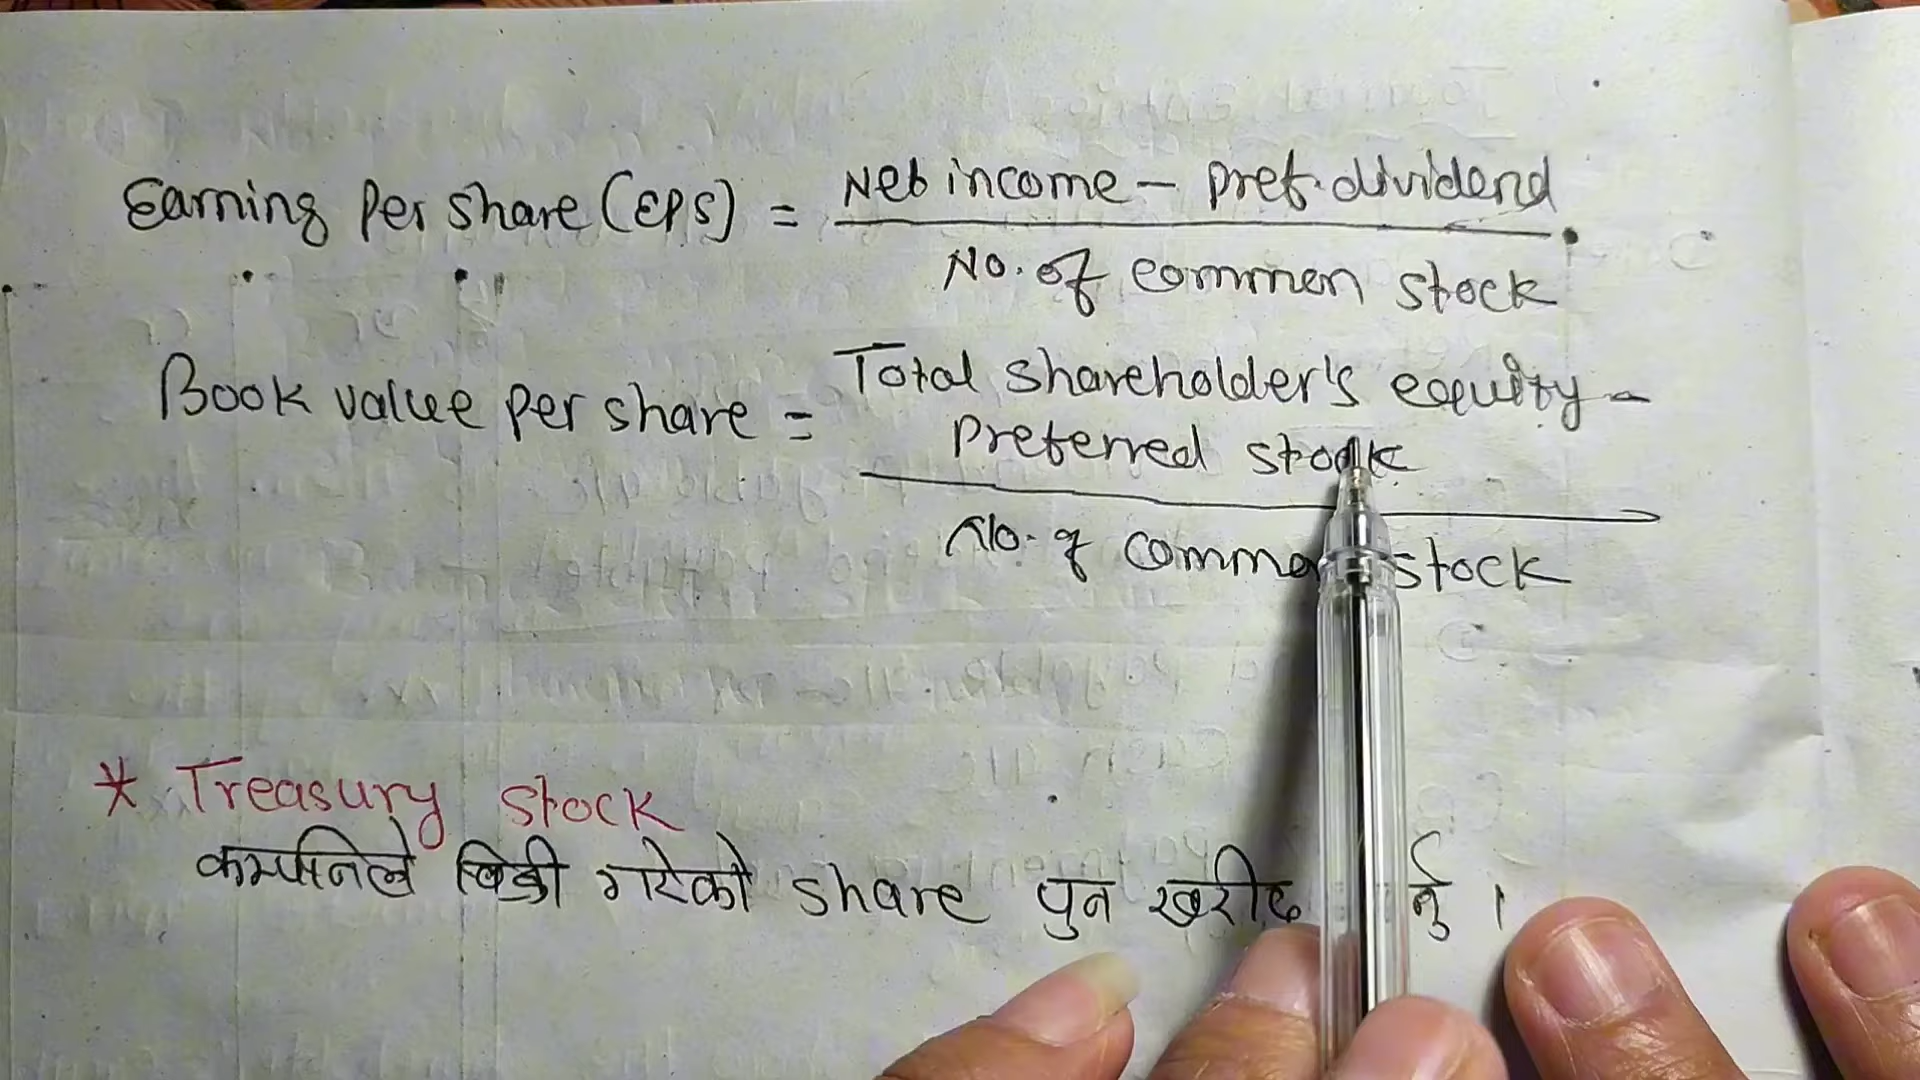 Earning Per share (EPS) = Net income - Pref. dividend
No. of common stock
Book value per share = Total shareholder's equity -
Preferred stock
No. of common stock
* Treasury stock
कम्पनिले बिक्री गरेको share पुन खरीद र्नु ।